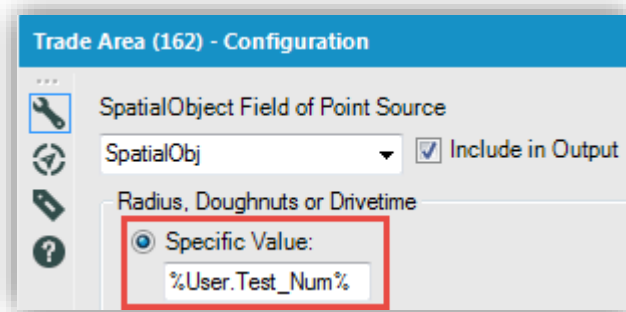 Trade Area (162) - Configuration
SpatialObject Field of Point Source
SpatialObj Include in Output
Radius, Doughnuts or Drivetime
Specific Value:
%User.Test_Num%